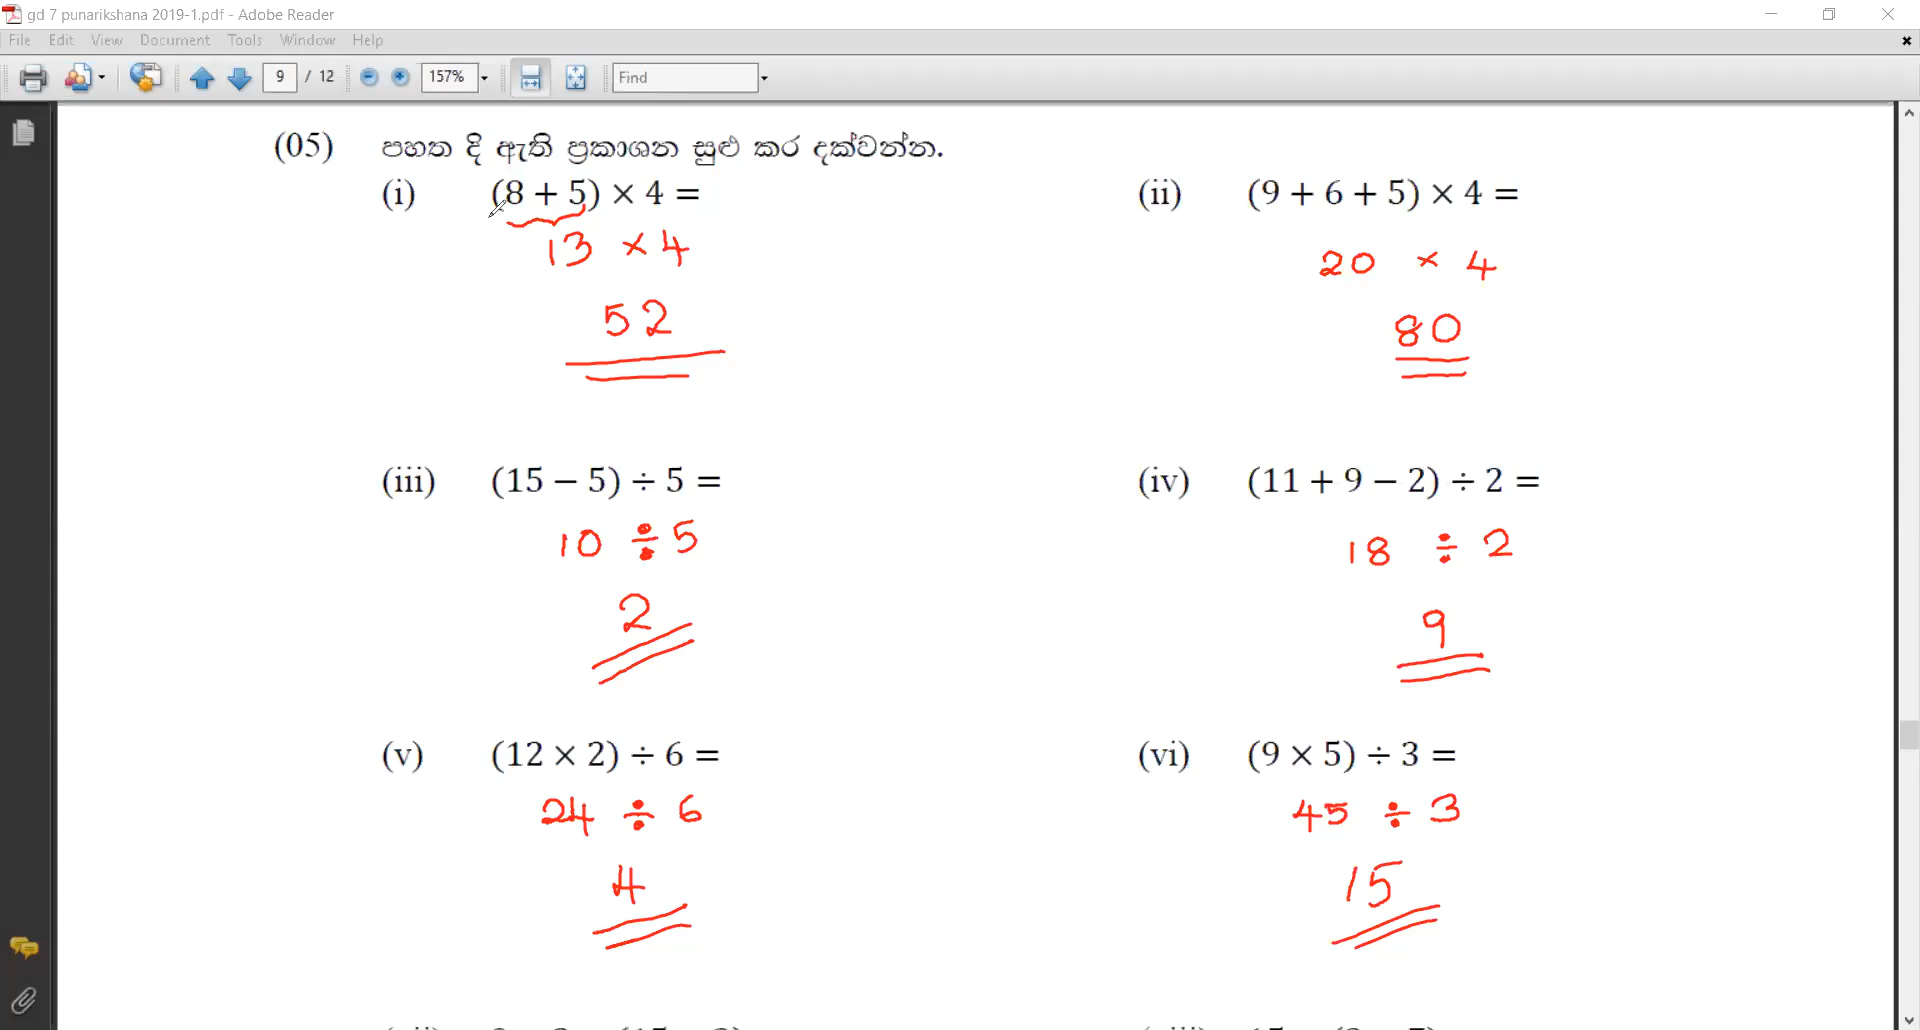 gd 7 punarikshana 2019-1.pdf - Adobe Reader
File Edit View Document Tools Window Help
9 / 12 157% Find
(05) පහත දී ඇති ප්‍රකාශන සුළු කර දක්වන්න.
(i) (8 + 5) × 4 =
13 × 4
52
(ii) (9 + 6 + 5) × 4 =
20 × 4
80
(iii) (15 − 5) ÷ 5 =
10 ÷ 5
2
(iv) (11 + 9 − 2) ÷ 2 =
18 ÷ 2
9
(v) (12 × 2) ÷ 6 =
24 ÷ 6
4
(vi) (9 × 5) ÷ 3 =
45 ÷ 3
15